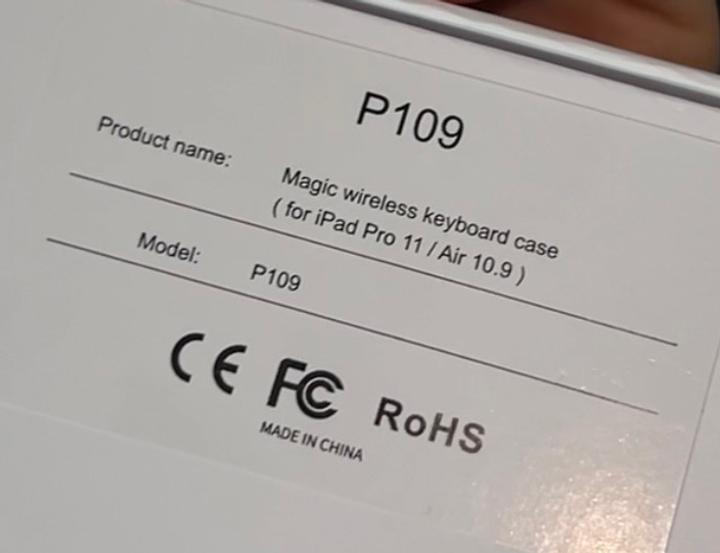 P109
Product name:
Magic wireless keyboard case
( for iPad Pro 11 / Air 10.9 )
Model:
P109
CE FC RoHS
MADE IN CHINA